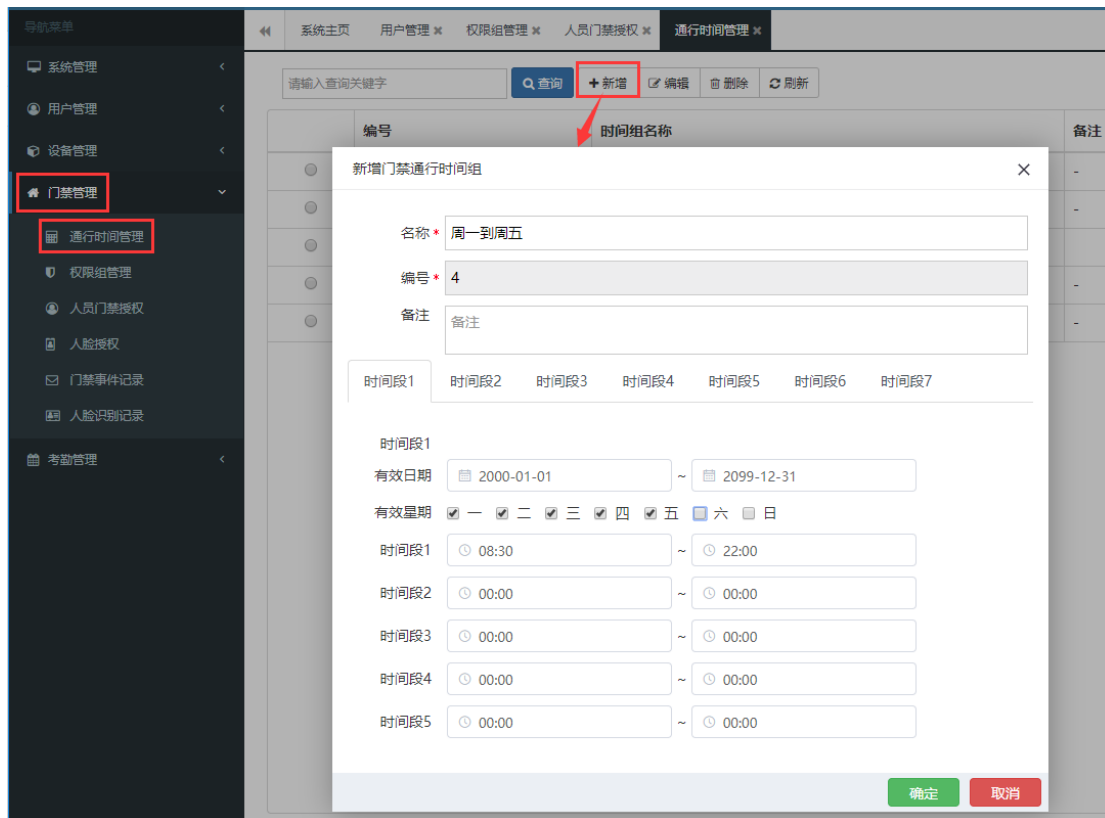 导航菜单
系统主页 用户管理 权限组管理 人员门禁授权 通行时间管理
系统管理
用户管理
设备管理
门禁管理
通行时间管理
权限组管理
人员门禁授权
人脸授权
门禁事件记录
人脸识别记录
考勤管理
请输入查询关键字 查询 新增 编辑 删除 刷新
编号 时间组名称 备注
-
-
-
-
新增门禁通行时间组
名称 * 周一到周五
编号 * 4
备注 备注
时间段1 时间段2 时间段3 时间段4 时间段5 时间段6 时间段7
时间段1
有效日期 2000-01-01 ~ 2099-12-31
有效星期 一 二 三 四 五 六 日
时间段1 08:30 ~ 22:00
时间段2 00:00 ~ 00:00
时间段3 00:00 ~ 00:00
时间段4 00:00 ~ 00:00
时间段5 00:00 ~ 00:00
确定 取消